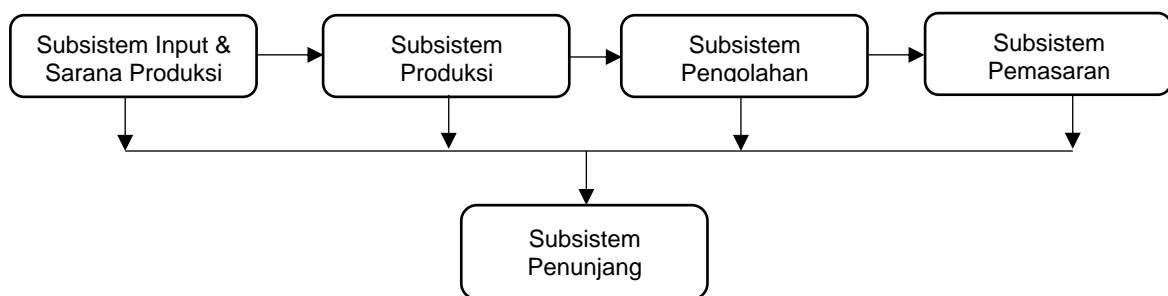 Subsistem Input &
Sarana Produksi
Subsistem
Produksi
Subsistem
Pengolahan
Subsistem
Pemasaran
Subsistem
Penunjang